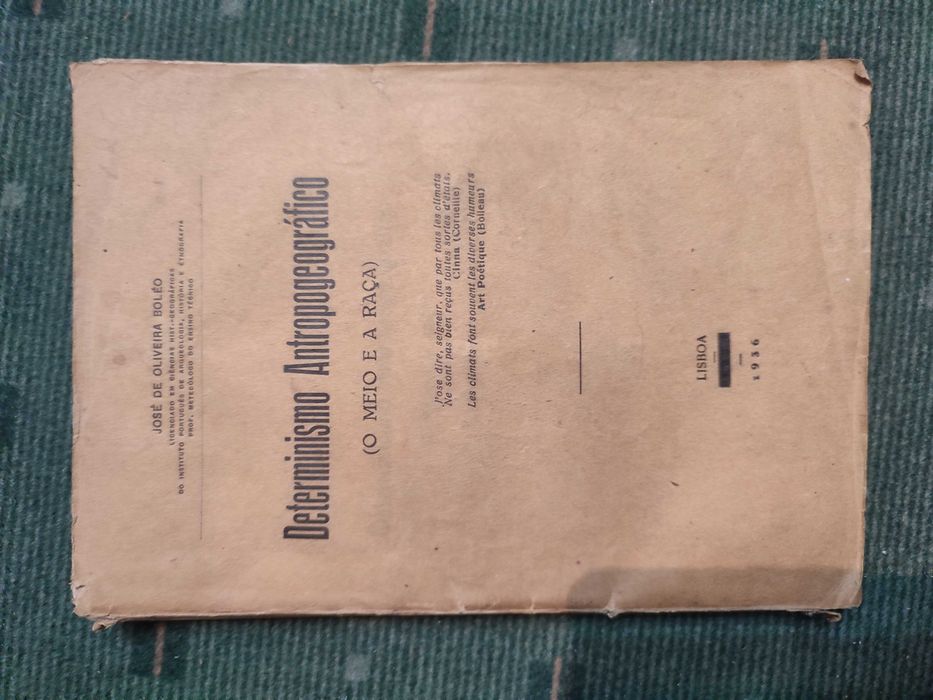 JOSÉ DE OLIVEIRA BOLÉO
LICENCIADO EM CIÊNCIAS HIST.-GEOGRÁFICAS
DO INSTITUTO PORTUGUÊS DE ARQUEOLOGIA, HISTÓRIA E ETNOGRAFIA
PROF. METODÓLOGO DO ENSINO TÉCNICO
Determinismo Antropogeográfico
(O MEIO E A RAÇA)
J'ose dire, seigneur, que par tous les climats
Ne sont pas bien reçus toutes sortes d'états.
Cinna (Corneille)
Les climats font souvent les diverses humeurs
Art Poétique (Boileau)
LISBOA
1936